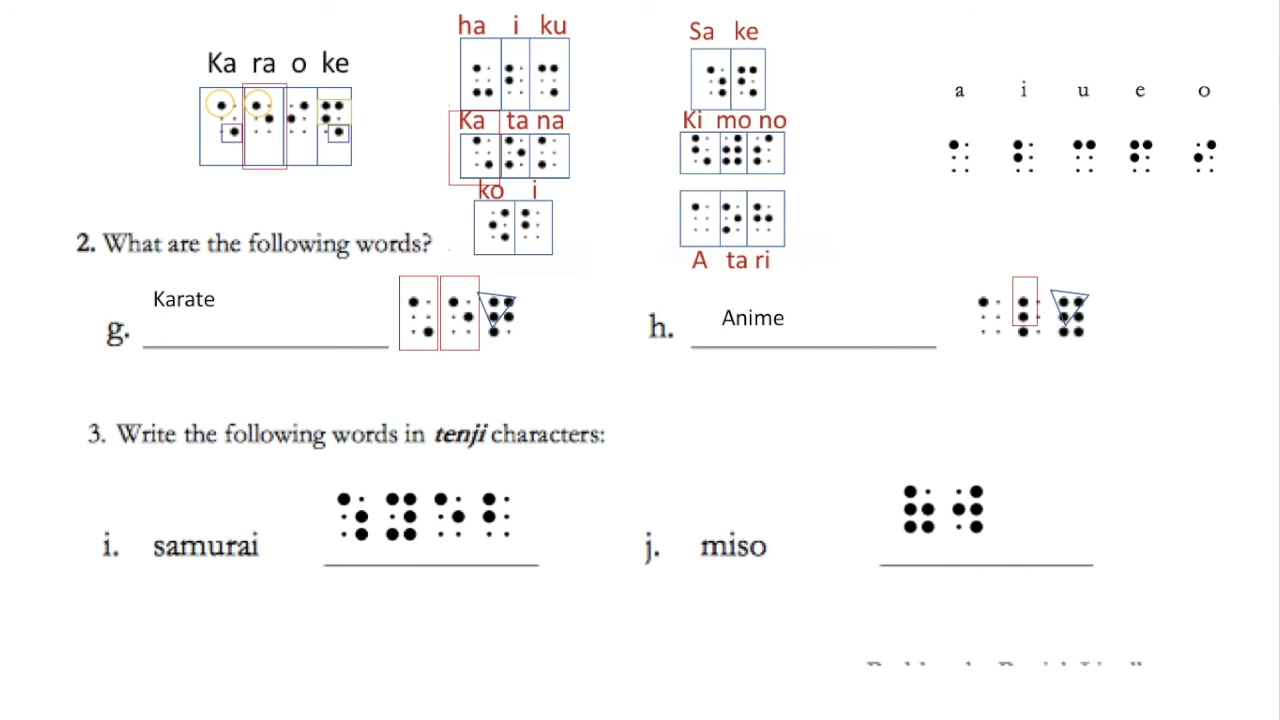 Ka ra o ke
ha i ku
Sa ke
Ka ta na
Ki mo no
ko i
A ta ri
a i u e o
2. What are the following words?
g. Karate
h. Anime
3. Write the following words in tenji characters:
i. samurai
j. miso